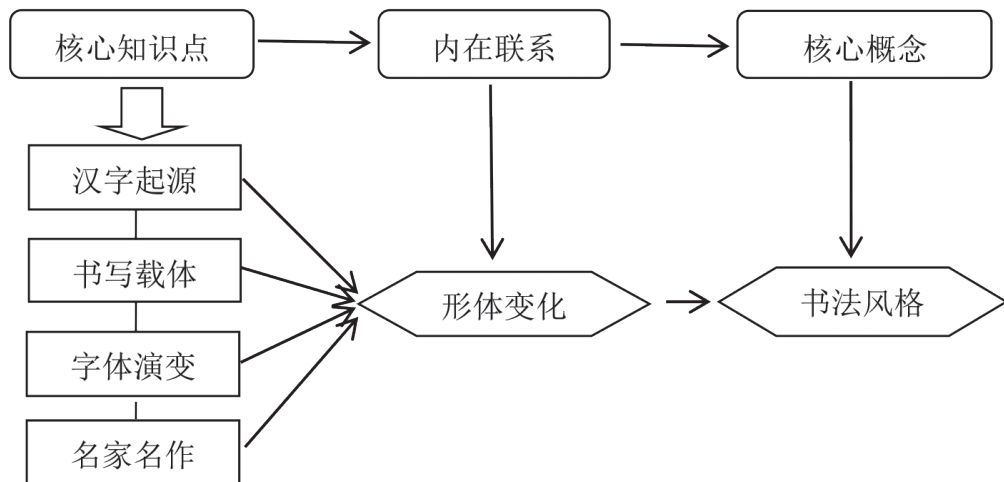 核心知识点
内在联系
核心概念
汉字起源
书写载体
字体演变
名家名作
形体变化
书法风格